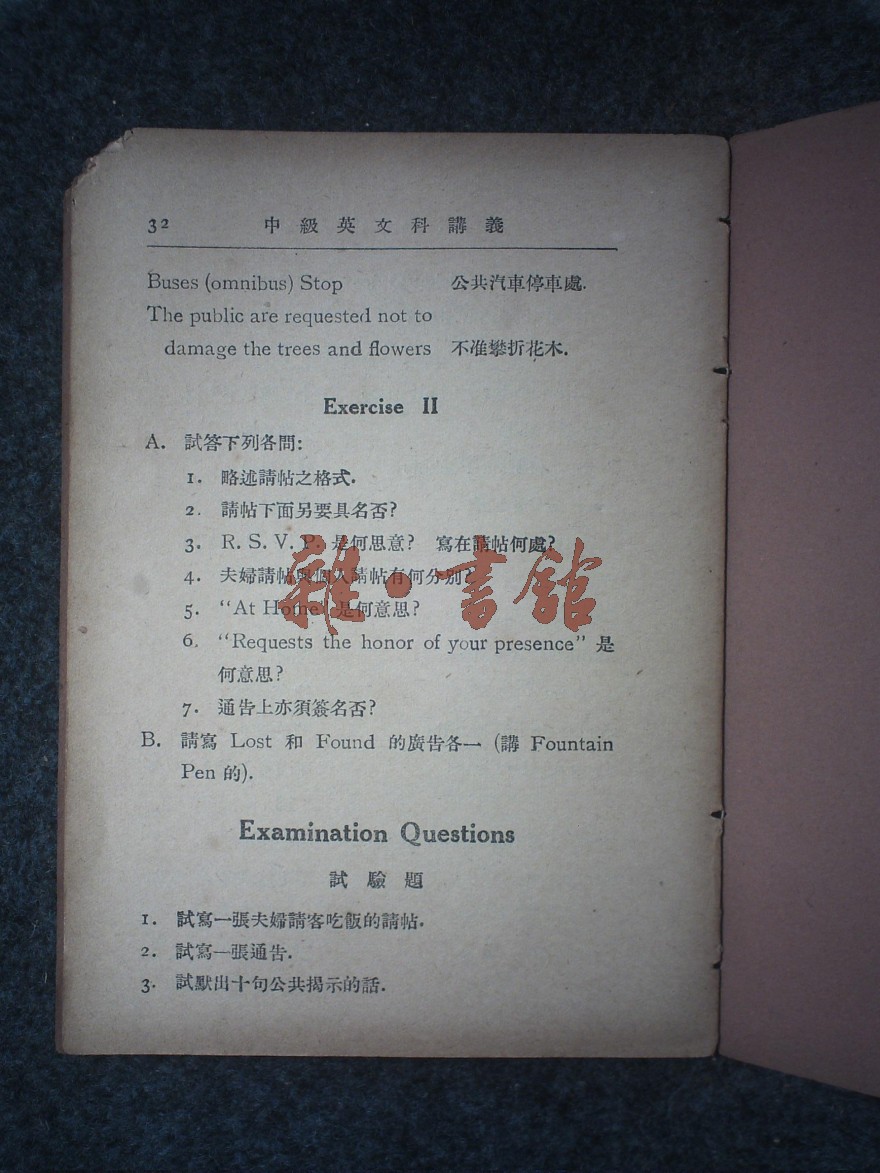 32 中級英文科講義
Buses (omnibus) Stop 公共汽車停車處.
The public are requested not to
damage the trees and flowers 不准攀折花木.
Exercise II
A. 試答下列各問:
1. 略述請帖之格式.
2. 請帖下面另要具名否?
3. R. S. V. P. 是何思意? 寫在請帖何處?
4. 夫婦請帖與個人請帖有何分別?
5. “At Home” 是何意思?
6. “Requests the honor of your presence” 是
何意思?
7. 通告上亦須簽名否?
B. 請寫 Lost 和 Found 的廣告各一 (講 Fountain
Pen 的).
Examination Questions
試驗題
1. 試寫一張夫婦請客吃飯的請帖.
2. 試寫一張通告.
3. 試默出十句公共揭示的話.
雜·書館